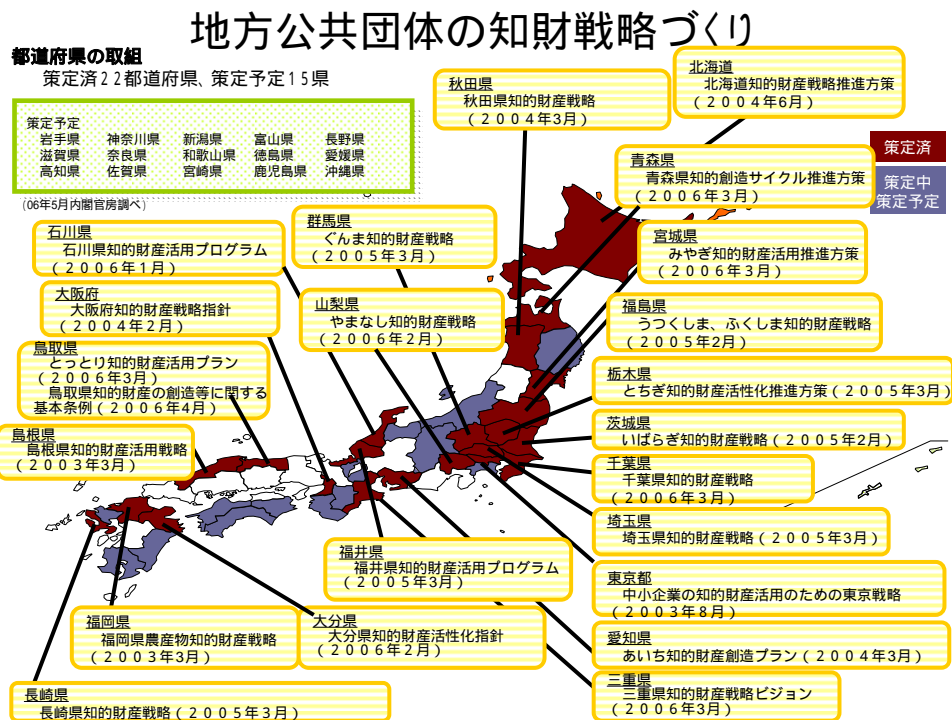 地方公共団体の知財戦略づくり
都道府県の取組
策定済22都道府県、策定予定15県
策定予定
岩手県 神奈川県 新潟県 富山県 長野県
滋賀県 奈良県 和歌山県 徳島県 愛媛県
高知県 佐賀県 宮崎県 鹿児島県 沖縄県
(06年5月内閣官房調べ)
秋田県
秋田県知的財産戦略
(2004年3月)
北海道
北海道知的財産戦略推進方策
(2004年6月)
策定済
策定中
策定予定
青森県
青森県知的創造サイクル推進方策
(2006年3月)
石川県
石川県知的財産活用プログラム
(2006年1月)
群馬県
ぐんま知的財産戦略
(2005年3月)
宮城県
みやぎ知的財産活用推進方策
(2006年3月)
大阪府
大阪府知的財産戦略指針
(2004年2月)
山梨県
やまなし知的財産戦略
(2006年2月)
福島県
うつくしま、ふくしま知的財産戦略
(2005年2月)
鳥取県
とっとり知的財産活用プラン
(2006年3月)
鳥取県知的財産の創造等に関する
基本条例(2006年4月)
栃木県
とちぎ知的財産活性化推進方策(2005年3月)
島根県
島根県知的財産活用戦略
(2003年3月)
茨城県
いばらぎ知的財産戦略(2005年2月)
千葉県
千葉県知的財産戦略
(2006年3月)
埼玉県
埼玉県知的財産戦略(2005年3月)
福井県
福井県知的財産活用プログラム
(2005年3月)
東京都
中小企業の知的財産活用のための東京戦略
(2003年8月)
福岡県
福岡県農産物知的財産戦略
(2003年3月)
大分県
大分県知的財産活性化指針
(2006年2月)
愛知県
あいち知的財産創造プラン(2004年3月)
長崎県
長崎県知的財産戦略(2005年3月)
三重県
三重県知的財産戦略ビジョン
(2006年3月)